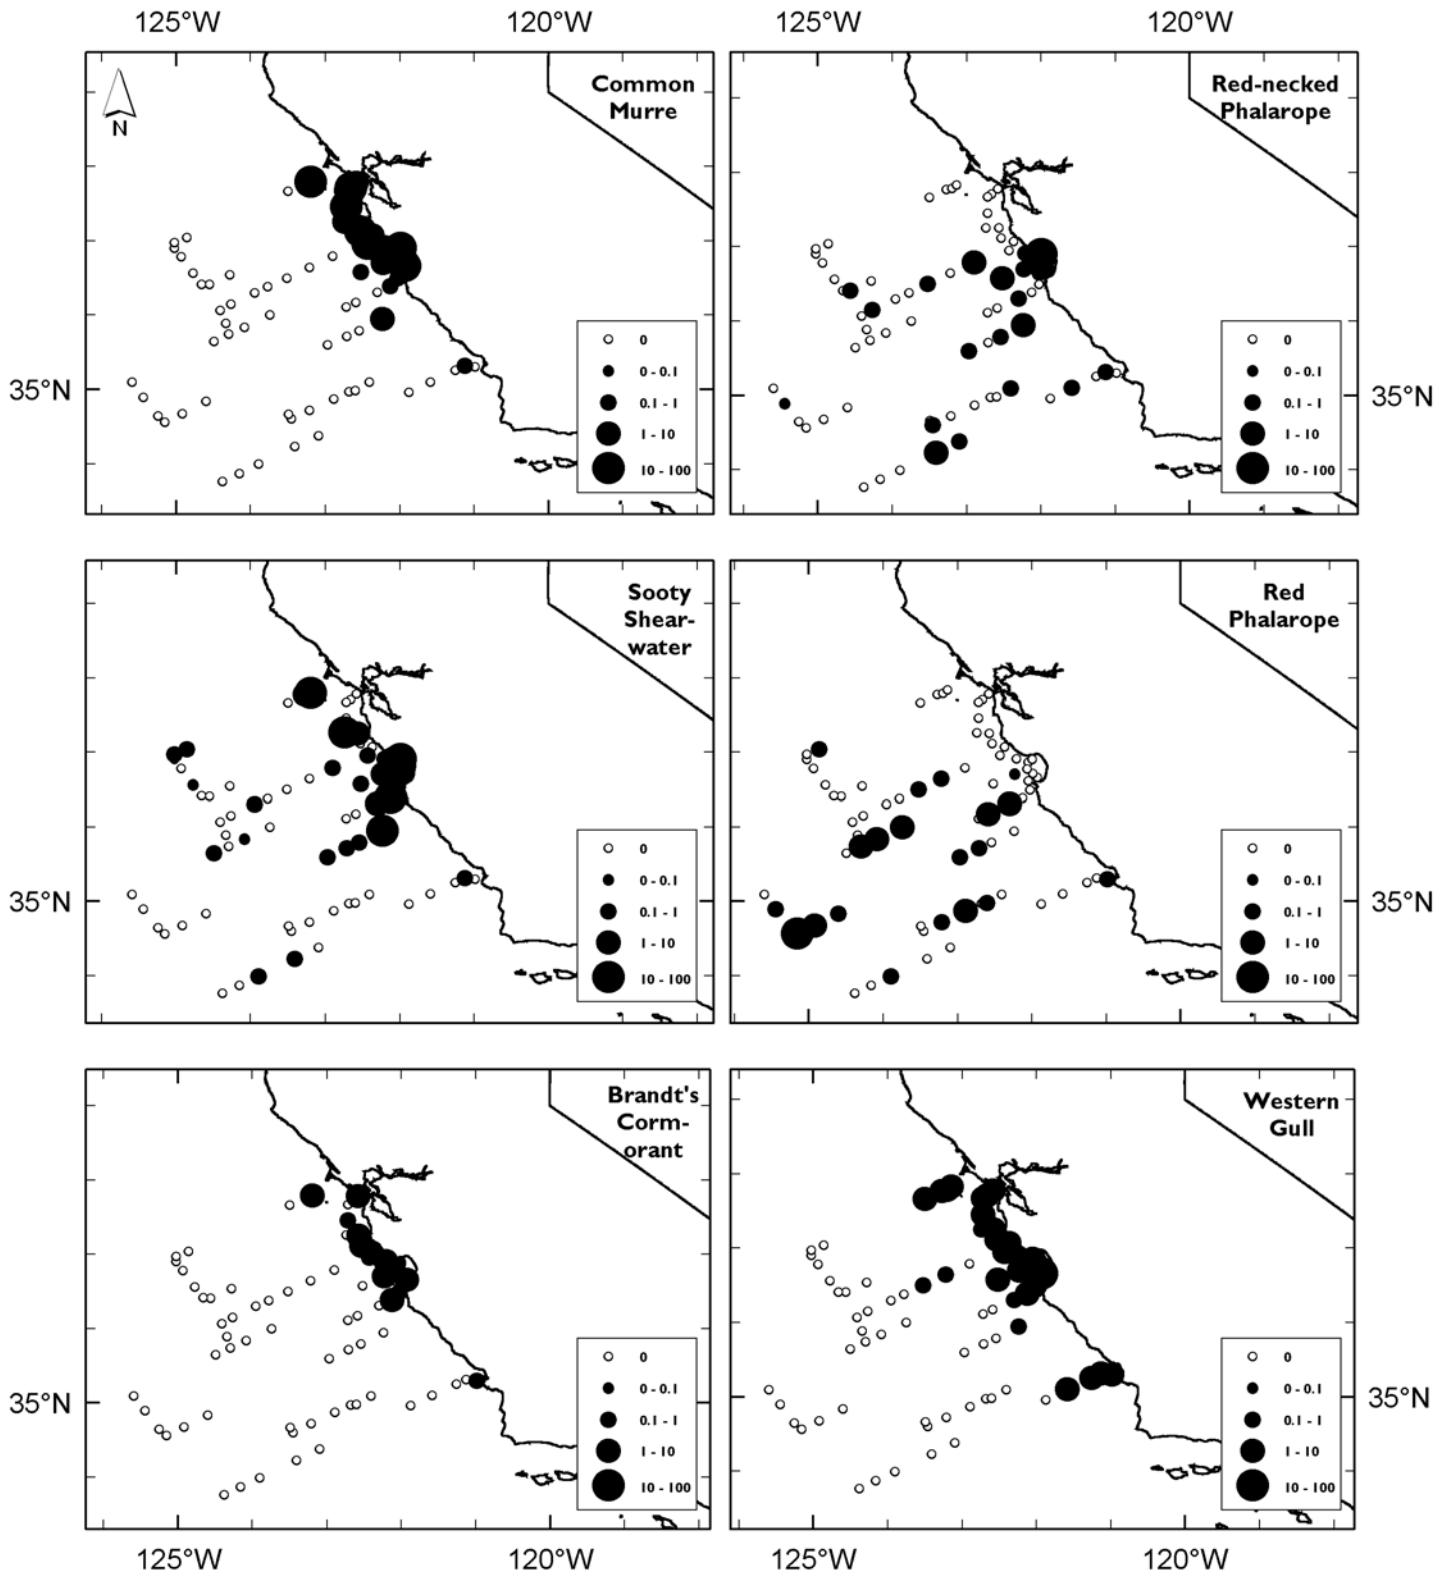 125°W 120°W 125°W 120°W
N
Common
Murre
0
0 - 0.1
0.1 - 1
1 - 10
10 - 100
35°N
Red-necked
Phalarope
0
0 - 0.1
0.1 - 1
1 - 10
10 - 100
35°N
Sooty
Shear-
water
0
0 - 0.1
0.1 - 1
1 - 10
10 - 100
35°N
Red
Phalarope
0
0 - 0.1
0.1 - 1
1 - 10
10 - 100
35°N
Brandt's
Corm-
orant
0
0 - 0.1
0.1 - 1
1 - 10
10 - 100
35°N
Western
Gull
0
0 - 0.1
0.1 - 1
1 - 10
10 - 100
35°N
125°W 120°W 125°W 120°W